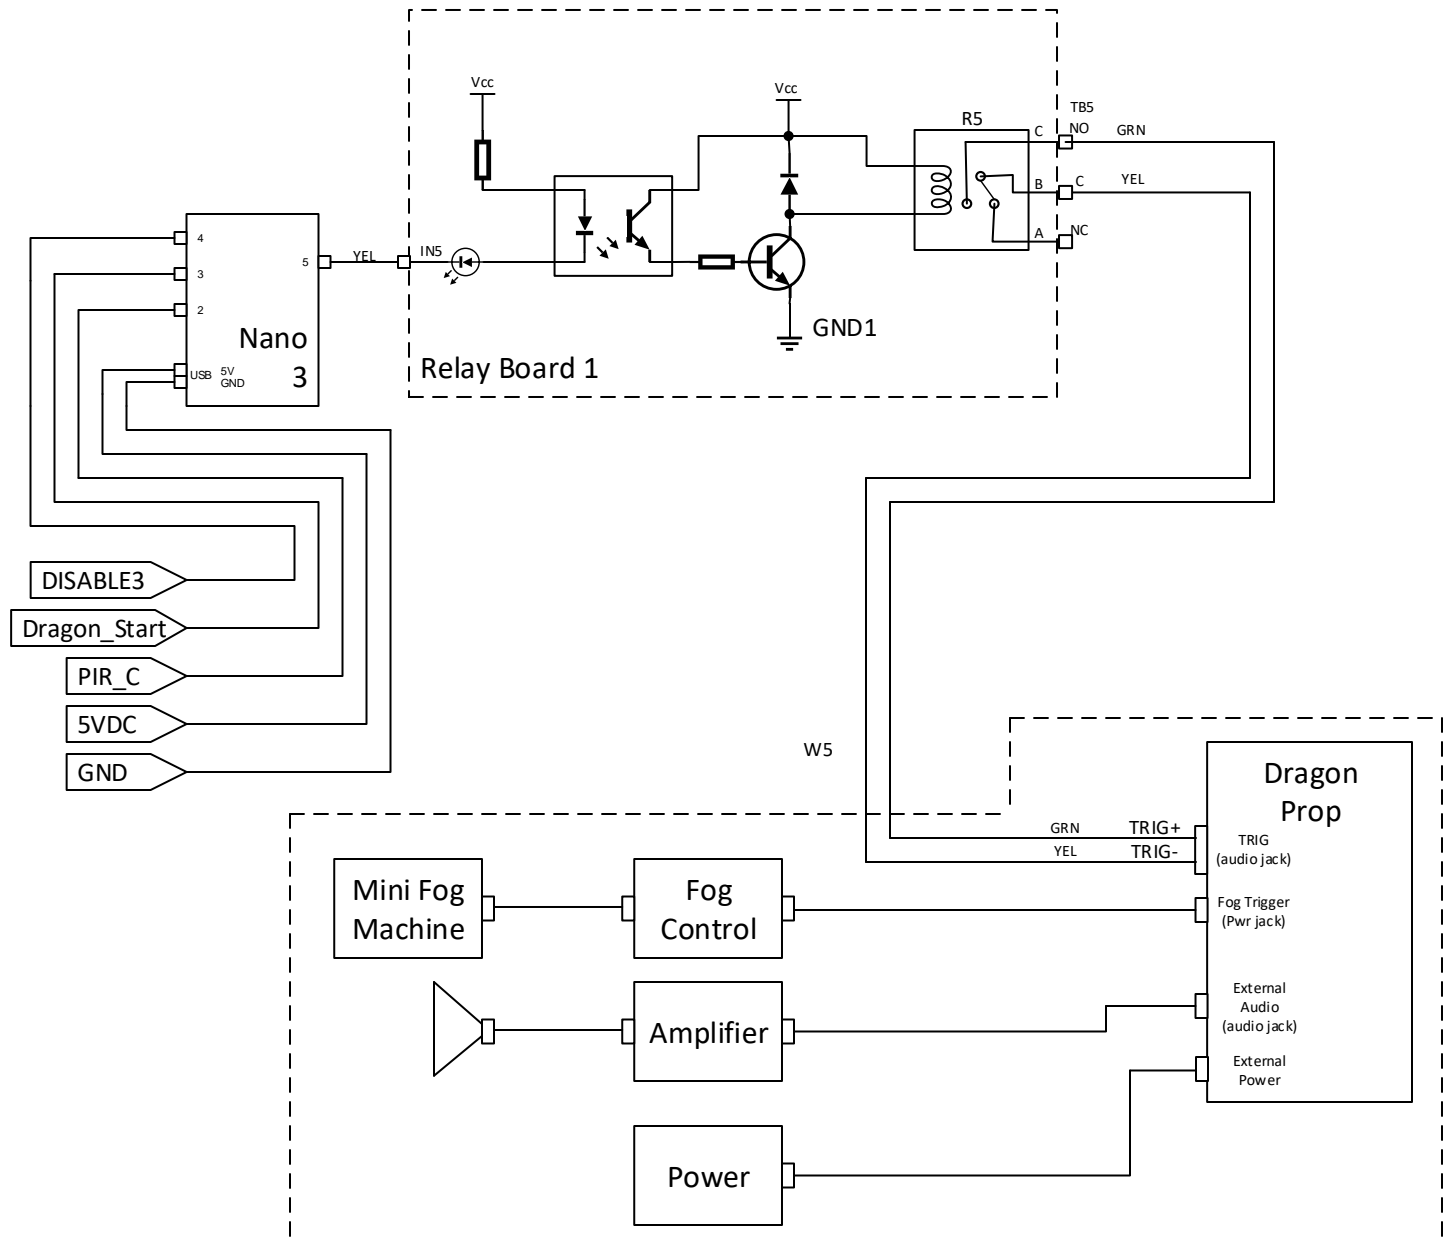 Vcc
Vcc
R5
TB5
C
NO
GRN
B
C
YEL
A
NC
4
3
2
5
YEL
IN5
Nano
3
USB
5V
GND
GND1
Relay Board 1
DISABLE3
Dragon_Start
PIR_C
5VDC
GND
W5
Dragon
Prop
GRN
TRIG+
YEL
TRIG-
TRIG
(audio jack)
Mini Fog
Machine
Fog
Control
Fog Trigger
(Pwr jack)
Amplifier
External
Audio
(audio jack)
External
Power
Power